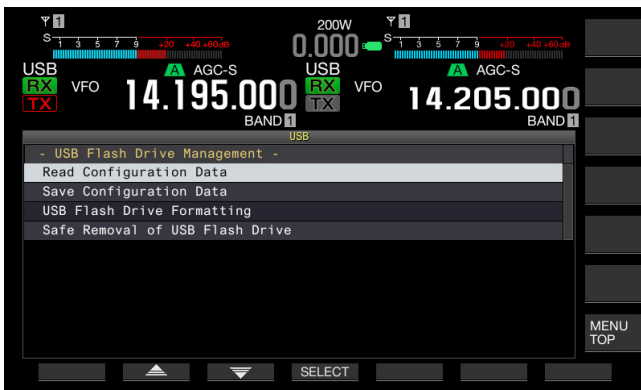 1 200W 1
S 1 3 5 7 9 +20 +40 +60dB 0.000 S 1 3 5 7 9 +20 +40 +60dB
USB A AGC-S USB A AGC-S
RX VFO 14.195.000 RX VFO 14.205.000
TX TX
BAND 1 BAND 1
USB
- USB Flash Drive Management -
Read Configuration Data
Save Configuration Data
USB Flash Drive Formatting
Safe Removal of USB Flash Drive
MENU
TOP
SELECT